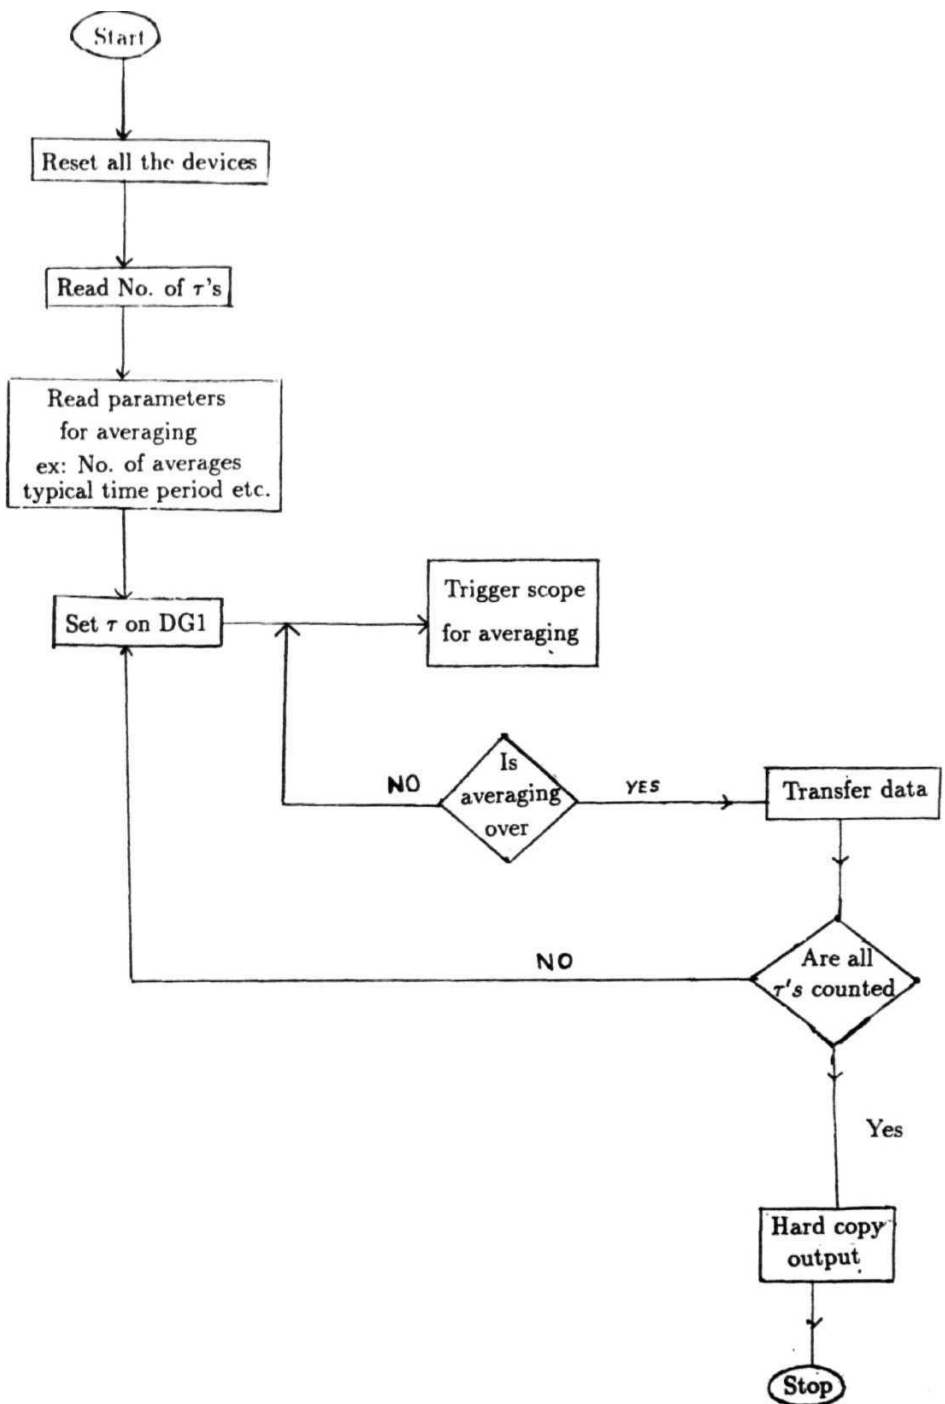 Start
Reset all the devices
Read No. of τ's
Read parameters
for averaging
ex: No. of averages
typical time period etc.
Set τ on DG1
Trigger scope
for averaging
Is
averaging
over
NO
YES
Transfer data
Are all
τ's counted
NO
Yes
Hard copy
output
Stop